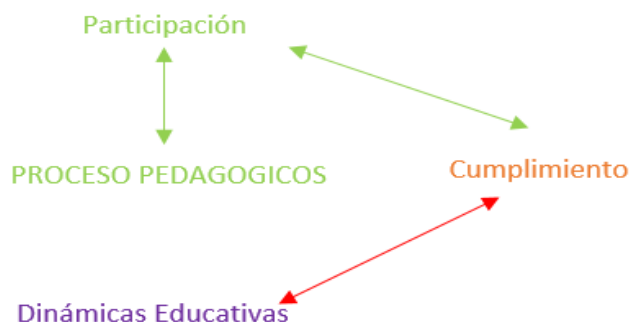 Participación
PROCESO PEDAGOGICOS
Cumplimiento
Dinámicas Educativas